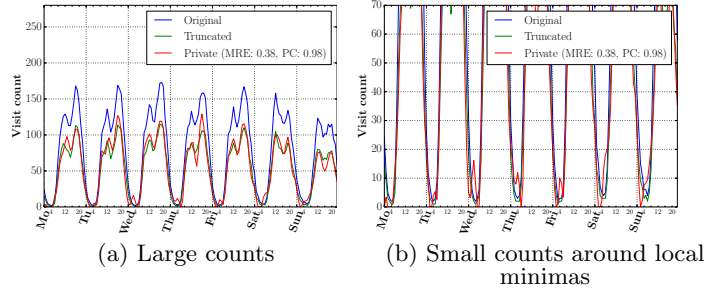 Original
Truncated
Private (MRE: 0.38, PC: 0.98)
Visit count
250
200
150
100
50
0
Mo. 12 20 Tu. 12 20 Wed. 12 20 Thu. 12 20 Fri. 12 20 Sat. 12 20 Sun. 12 20
(a) Large counts
Original
Truncated
Private (MRE: 0.38, PC: 0.98)
Visit count
70
60
50
40
30
20
10
0
Mo. 12 20 Tu. 12 20 Wed. 12 20 Thu. 12 20 Fri. 12 20 Sat. 12 20 Sun. 12 20
(b) Small counts around local
minimas